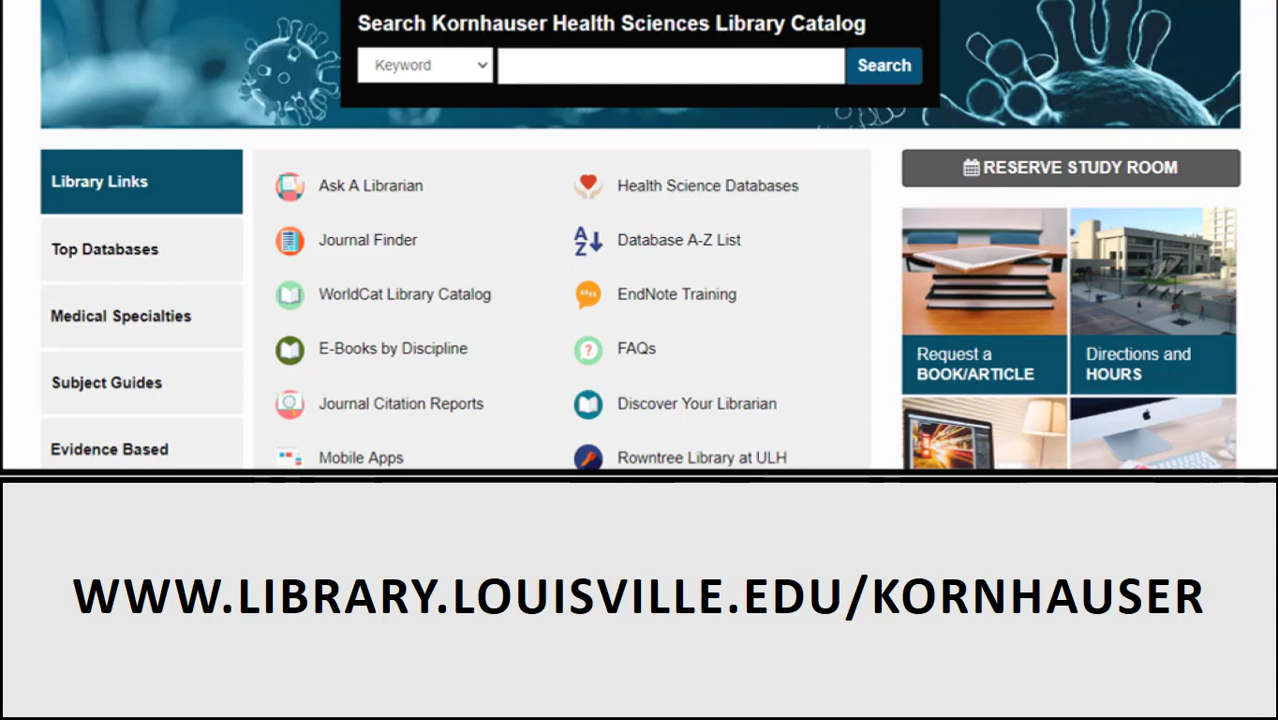 Search Kornhauser Health Sciences Library Catalog
Keyword
Search
Library Links
Top Databases
Medical Specialties
Subject Guides
Evidence Based
Ask A Librarian
Journal Finder
WorldCat Library Catalog
E-Books by Discipline
Journal Citation Reports
Mobile Apps
Health Science Databases
Database A-Z List
EndNote Training
FAQs
Discover Your Librarian
Rowntree Library at ULH
RESERVE STUDY ROOM
Request a
BOOK/ARTICLE
Directions and
HOURS
WWW.LIBRARY.LOUISVILLE.EDU/KORNHAUSER